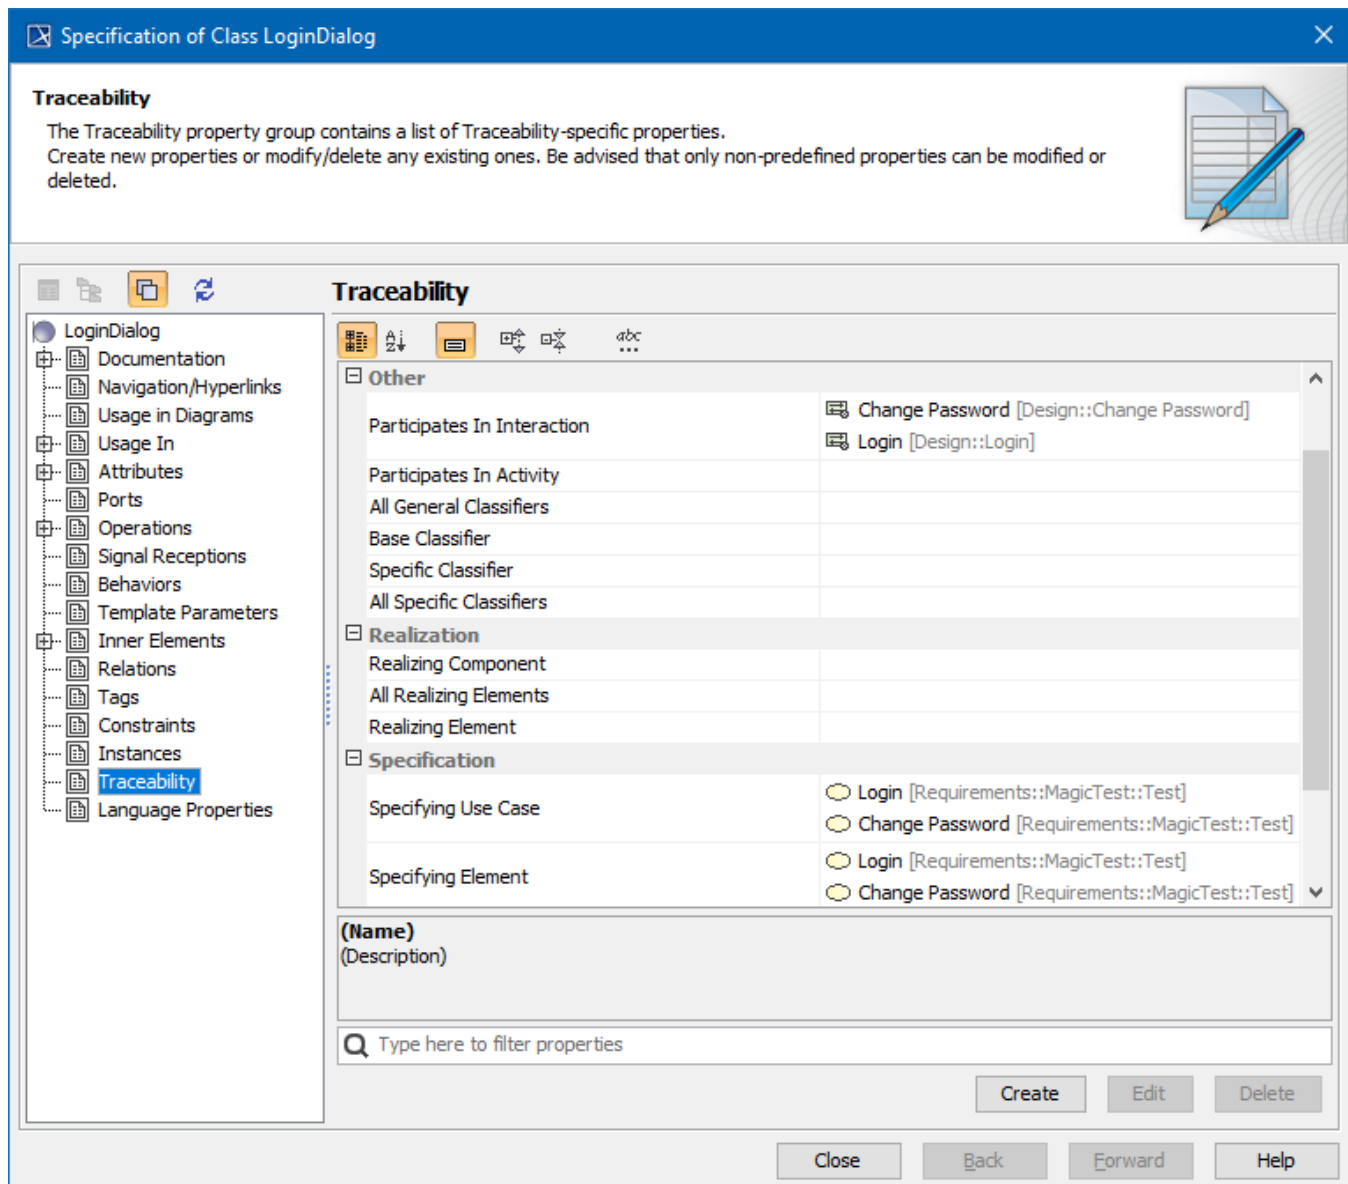 Specification of Class LoginDialog
Traceability
The Traceability property group contains a list of Traceability-specific properties.
Create new properties or modify/delete any existing ones. Be advised that only non-predefined properties can be modified or
deleted.
LoginDialog
Documentation
Navigation/Hyperlinks
Usage in Diagrams
Usage In
Attributes
Ports
Operations
Signal Receptions
Behaviors
Template Parameters
Inner Elements
Relations
Tags
Constraints
Instances
Traceability
Language Properties
Traceability
abc
Other
Participates In Interaction
Change Password [Design::Change Password]
Login [Design::Login]
Participates In Activity
All General Classifiers
Base Classifier
Specific Classifier
All Specific Classifiers
Realization
Realizing Component
All Realizing Elements
Realizing Element
Specification
Specifying Use Case
Login [Requirements::MagicTest::Test]
Change Password [Requirements::MagicTest::Test]
Specifying Element
Login [Requirements::MagicTest::Test]
Change Password [Requirements::MagicTest::Test]
(Name)
(Description)
Type here to filter properties
Create Edit Delete
Close Back Forward Help